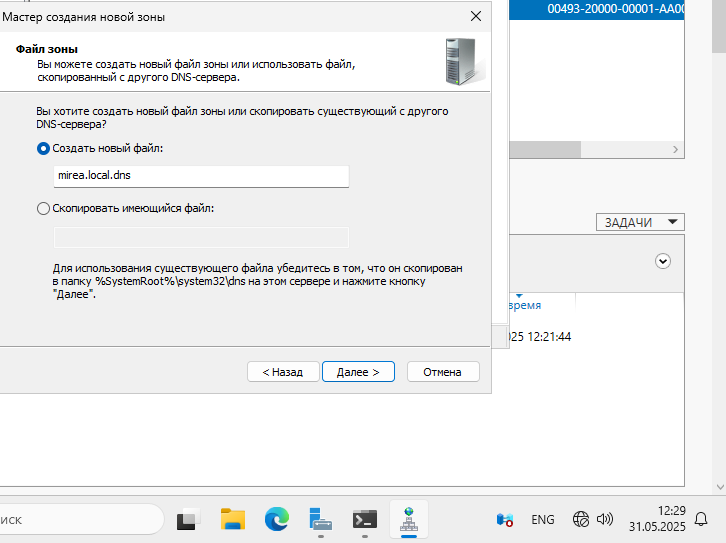 Мастер создания новой зоны
00493-20000-00001-AA00
Файл зоны
Вы можете создать новый файл зоны или использовать файл,
скопированный с другого DNS-сервера.
Вы хотите создать новый файл зоны или скопировать существующий с другого
DNS-сервера?
Создать новый файл:
mirea.local.dns
Скопировать имеющийся файл:
ЗАДАЧИ
Для использования существующего файла убедитесь в том, что он скопирован
в папку %SystemRoot%\system32\dns на этом сервере и нажмите кнопку
"Далее".
время
025 12:21:44
< Назад
Далее >
Отмена
иск
ENG
12:29
31.05.2025